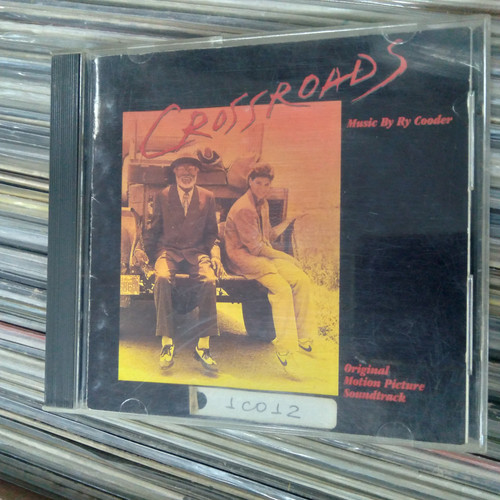 CROSSROADS
Music By Ry Cooder
Original
Motion Picture
Soundtrack
1C012